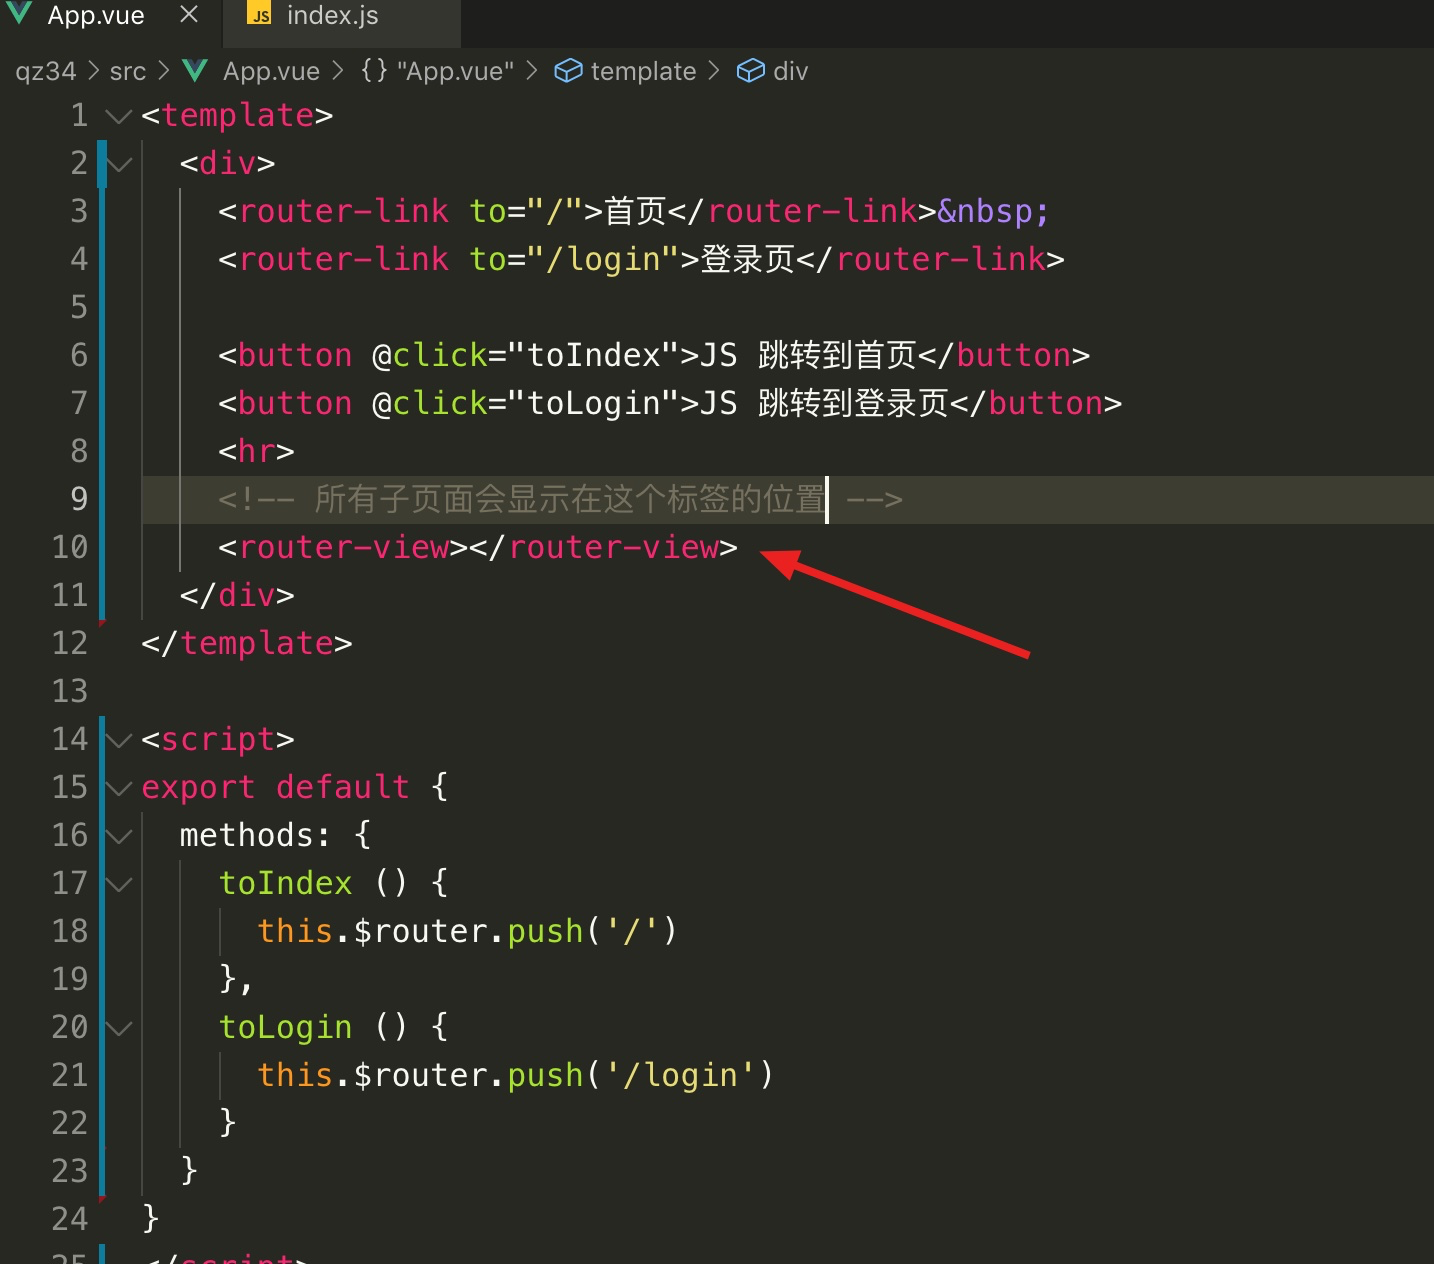 App.vue × JS index.js
qz34 > src > App.vue > {} "App.vue" > template > div
1 <template>
2 <div>
3 <router-link to="/">首页</router-link>&nbsp;
4 <router-link to="/login">登录页</router-link>
5
6 <button @click="toIndex">JS 跳转到首页</button>
7 <button @click="toLogin">JS 跳转到登录页</button>
8 <hr>
9 <!-- 所有子页面会显示在这个标签的位置 -->
10 <router-view></router-view>
11 </div>
12 </template>
13
14 <script>
15 export default {
16 methods: {
17 toIndex () {
18 this.$router.push('/')
19 },
20 toLogin () {
21 this.$router.push('/login')
22 }
23 }
24 }
25 </script>